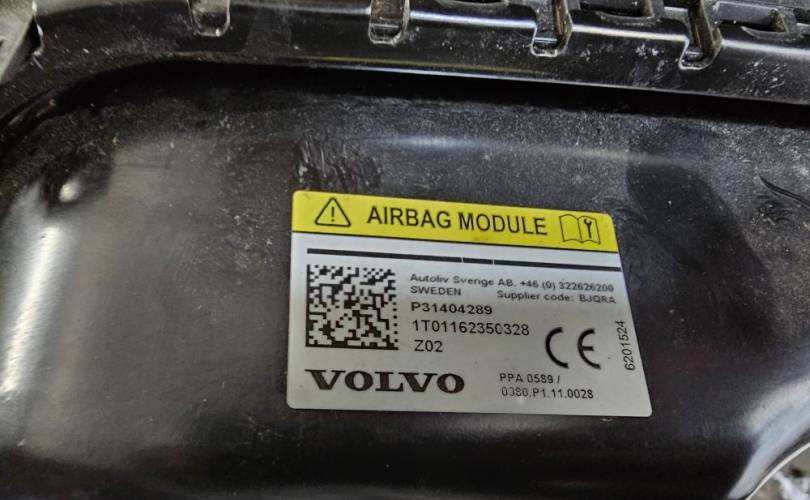 AIRBAG MODULE
Autoliv Sverige AB. +46 (0) 322626200
SWEDEN Supplier code: BJQRA
P31404289
1T01162350328
Z02
CE
6201524
VOLVO
PPA 0589 /
0380.P1.11.0028